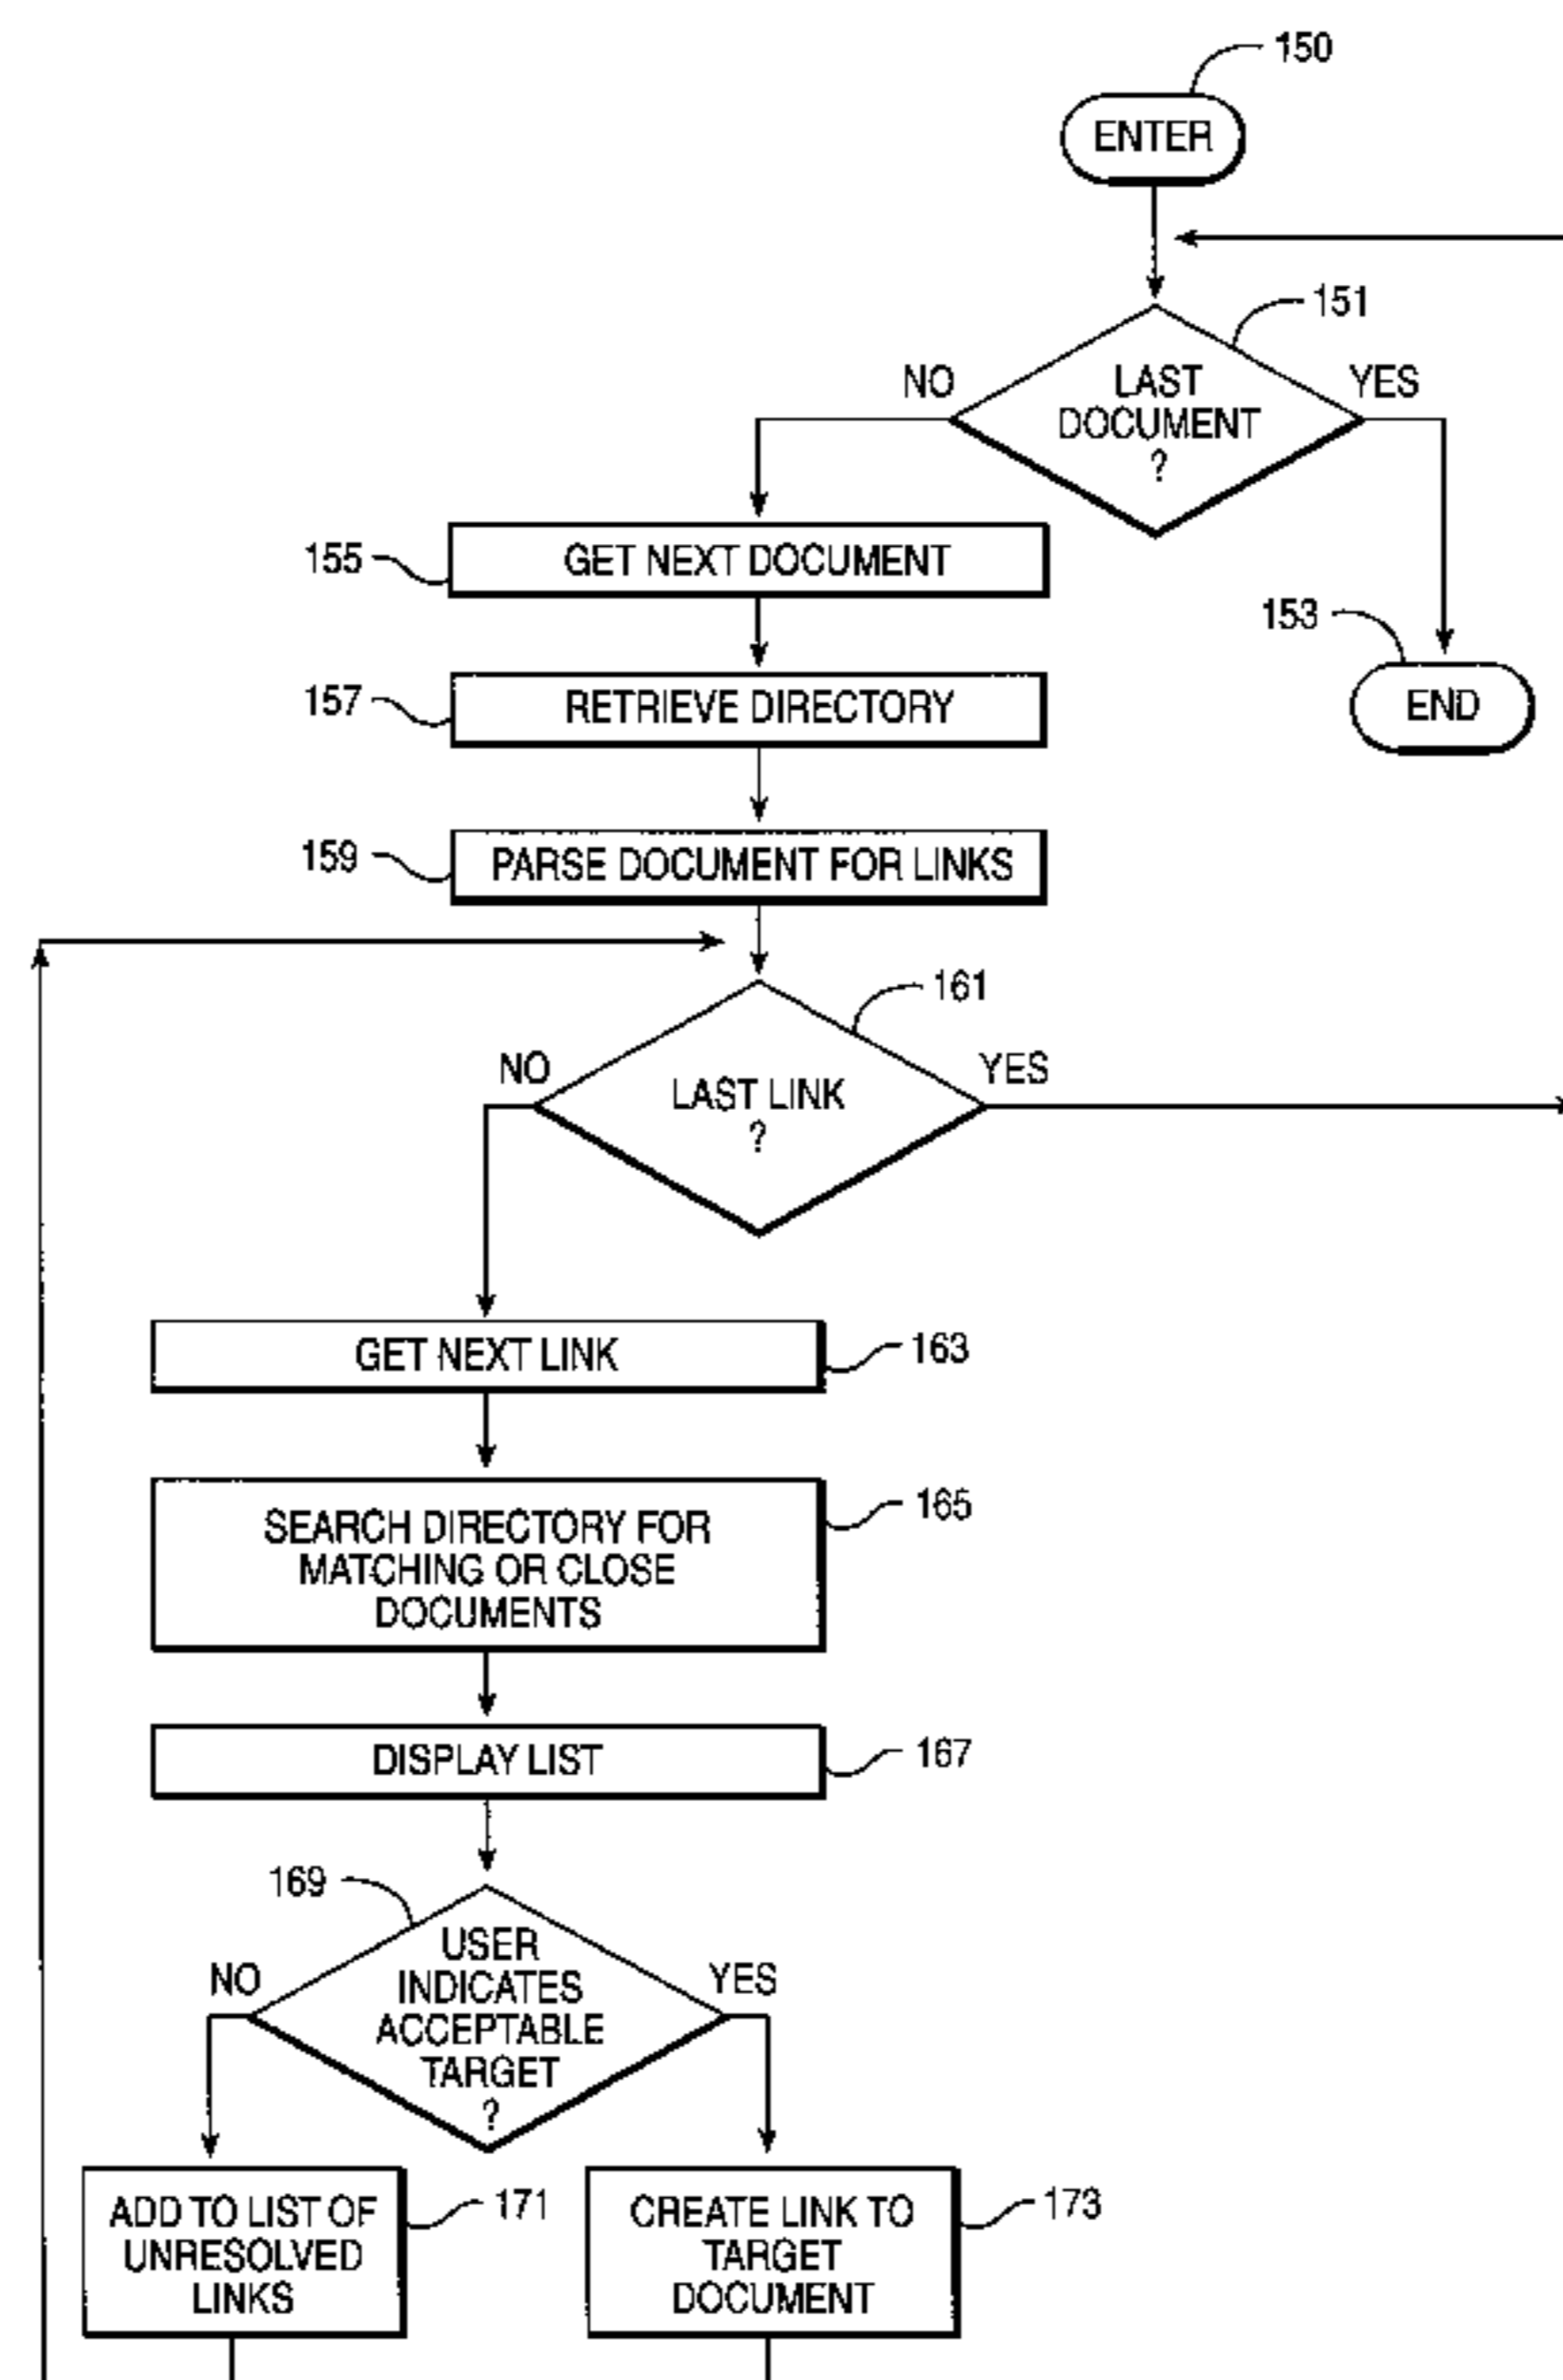 150
ENTER
151
NO
YES
LAST
DOCUMENT
?
155
GET NEXT DOCUMENT
153
END
157
RETRIEVE DIRECTORY
159
PARSE DOCUMENT FOR LINKS
161
NO
YES
LAST LINK
?
GET NEXT LINK
163
SEARCH DIRECTORY FOR
MATCHING OR CLOSE
DOCUMENTS
165
DISPLAY LIST
167
169
NO
YES
USER
INDICATES
ACCEPTABLE
TARGET
?
ADD TO LIST OF
UNRESOLVED
LINKS
171
CREATE LINK TO
TARGET
DOCUMENT
173